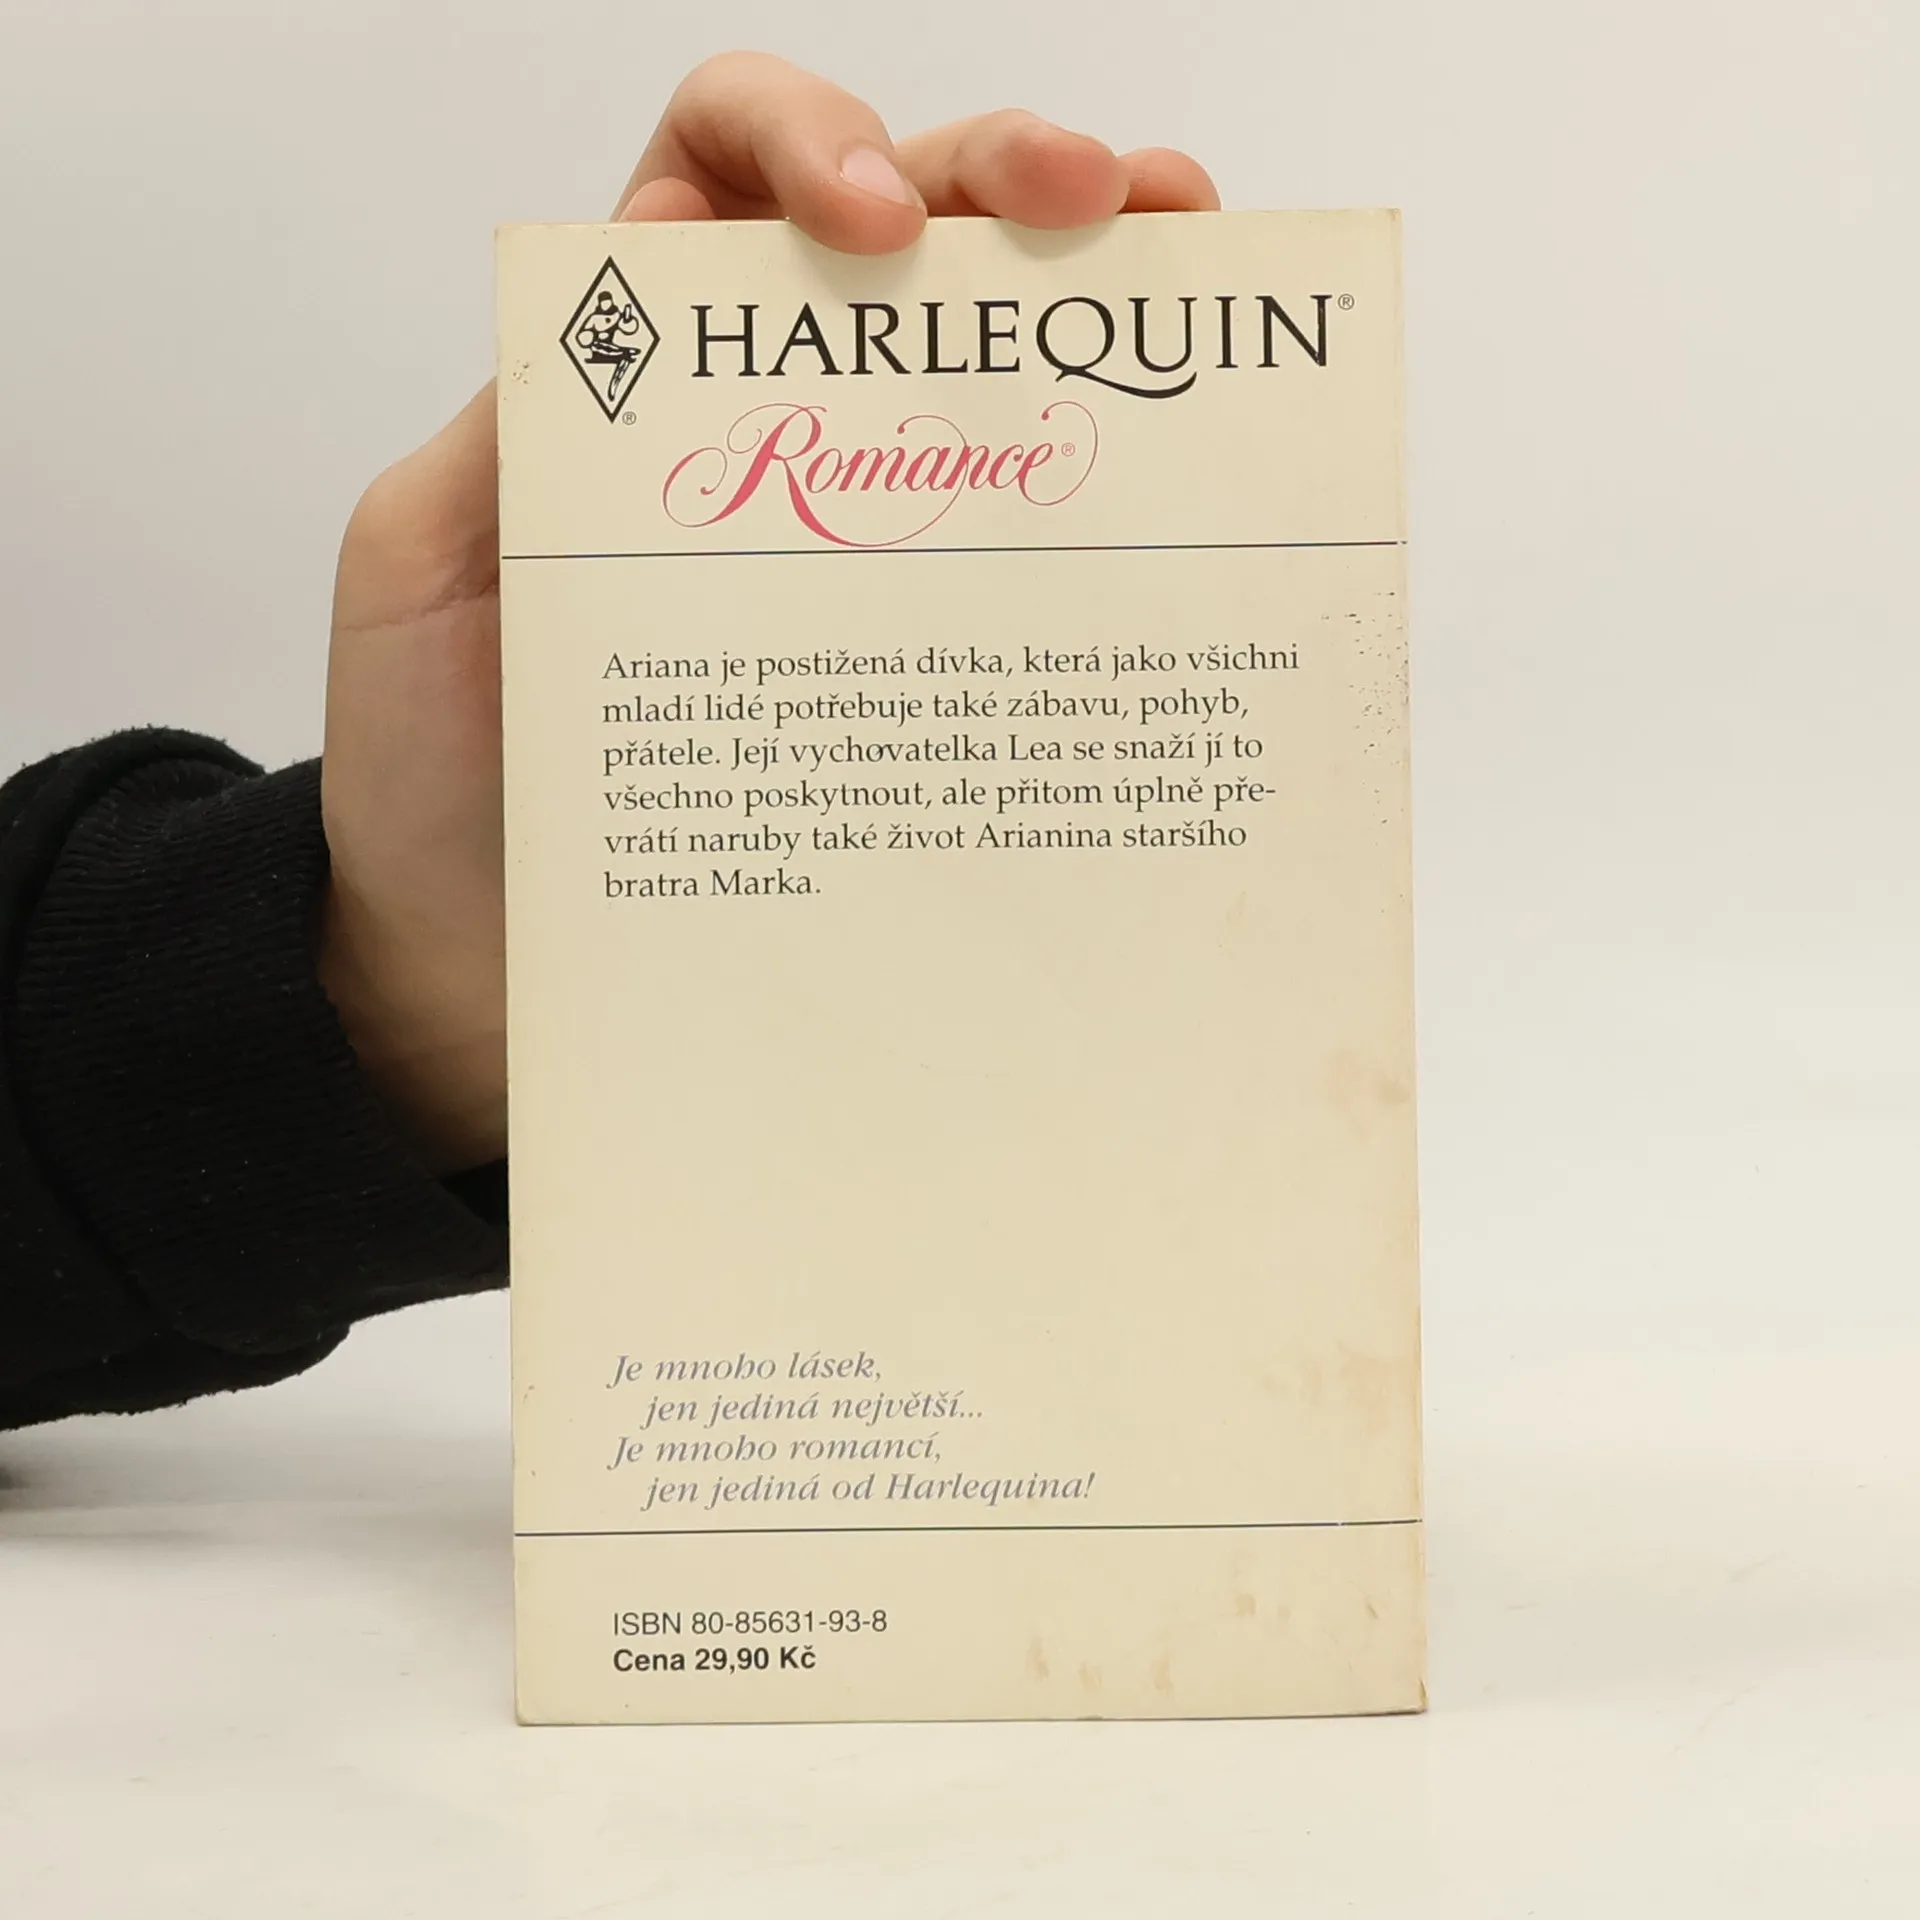 HARLEQUIN®
®
Romance®
Ariana je postižená dívka, která jako všichni
mladí lidé potřebuje také zábavu, pohyb,
přátele. Její vychovatelka Lea se snaží jí to
všechno poskytnout, ale přitom úplně pře-
vrátí naruby také život Arianina staršího
bratra Marka.
Je mnoho lásek,
jen jediná největší...
Je mnoho romancí,
jen jediná od Harlequina!
ISBN 80-85631-93-8
Cena 29,90 Kč